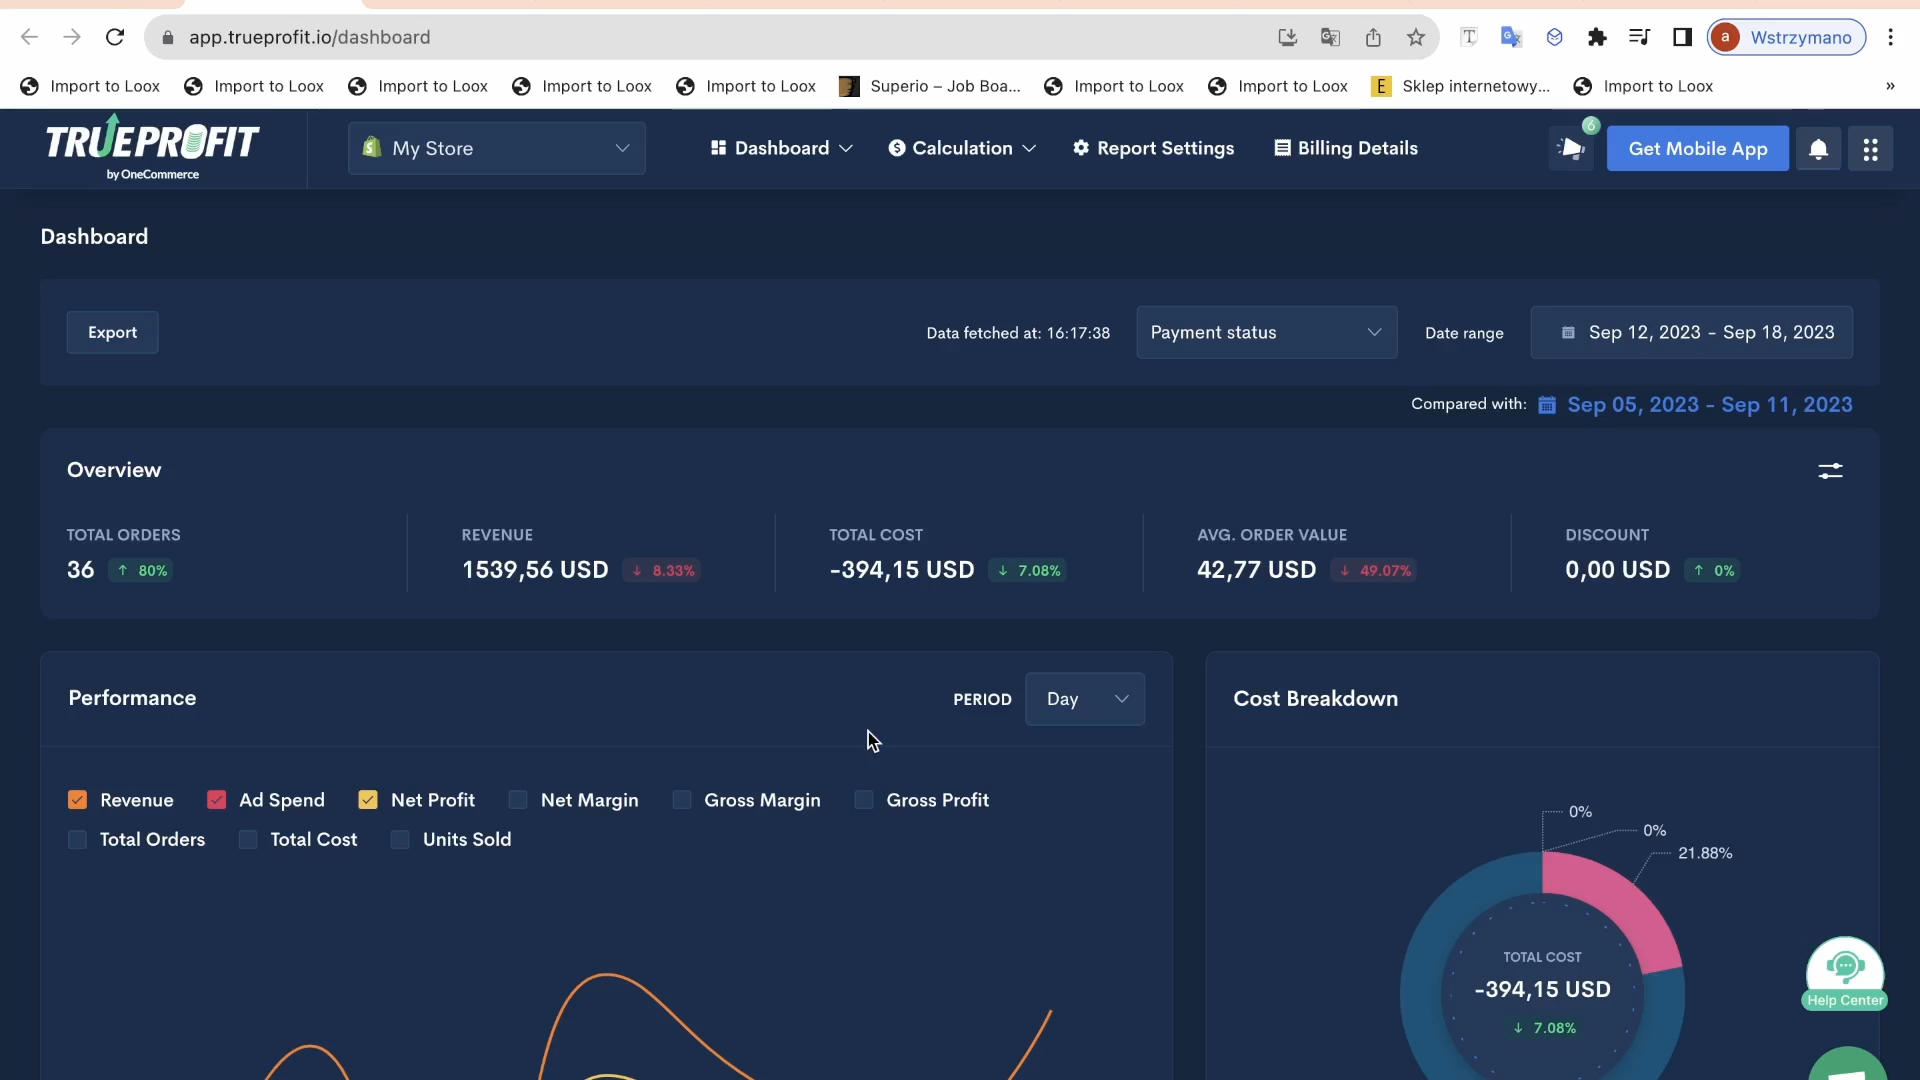 app.trueprofit.io/dashboard
T
a
Wstrzymano
Import to Loox
Import to Loox
Import to Loox
Import to Loox
Import to Loox
Superio – Job Boa...
Import to Loox
Import to Loox
E
Sklep internetowy...
Import to Loox
»
TRUEPROFIT
by OneCommerce
My Store
Dashboard
Calculation
Report Settings
Billing Details
6
Get Mobile App
Dashboard
Export
Data fetched at: 16:17:38
Payment status
Date range
Sep 12, 2023 - Sep 18, 2023
Compared with:
Sep 05, 2023 - Sep 11, 2023
Overview
TOTAL ORDERS
36
↑ 80%
REVENUE
1539,56 USD
↓ 8.33%
TOTAL COST
-394,15 USD
↓ 7.08%
AVG. ORDER VALUE
42,77 USD
↓ 49.07%
DISCOUNT
0,00 USD
↑ 0%
Performance
PERIOD
Day
Revenue
Ad Spend
Net Profit
Net Margin
Gross Margin
Gross Profit
Total Orders
Total Cost
Units Sold
Cost Breakdown
0%
0%
21.88%
TOTAL COST
-394,15 USD
↓ 7.08%
Help Center